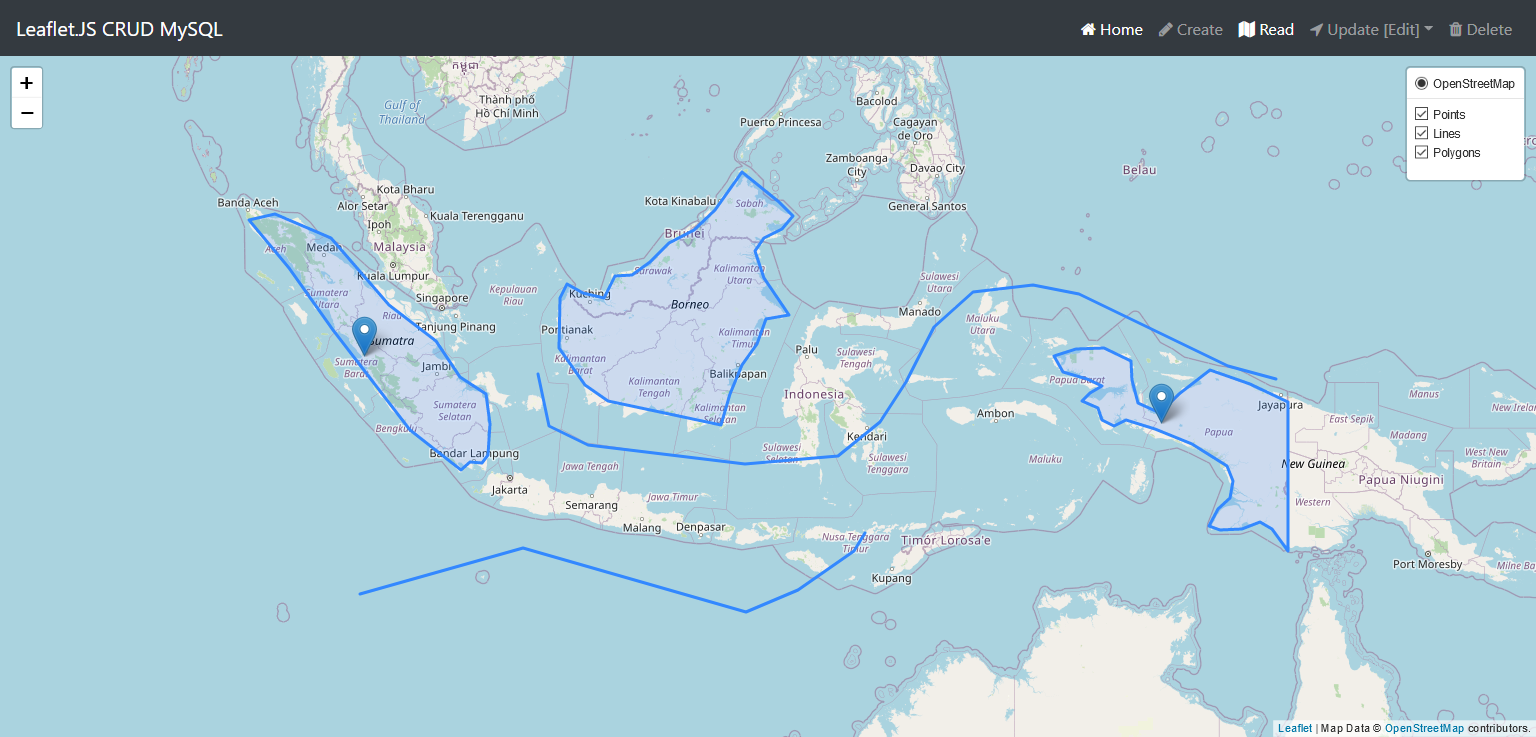 Leaflet.JS CRUD MySQL
Home
Create
Read
Update [Edit]
Delete
+
−
OpenStreetMap
Points
Lines
Polygons
កម្ពុជា
Gulf of
Thailand
Thành phố
Hồ Chí Minh
Bacolod
Puerto Princesa
Cagayan
de Oro
Zamboanga
City
Davao City
Belau
General Santos
Banda Aceh
Kota Bharu
Alor Setar
Kuala Terengganu
Ipoh
Kota Kinabalu
Sabah
Brunei
Aceh
Medan
Malaysia
Kuala Lumpur
Sarawak
Kalimantan
Utara
Sulawesi
Utara
Sumatera
Utara
Kepulauan
Riau
Kuching
Singapore
Borneo
Manado
Maluku
Utara
Riau
Tanjung Pinang
Pontianak
Kalimantan
Timur
Sumatra
Sumatera
Barat
Jambi
Kalimantan
Barat
Palu
Sulawesi
Tengah
Balikpapan
Kalimantan
Tengah
Papua Barat
Indonesia
Manus
Sumatera
Selatan
Kalimantan
Selatan
Ambon
Jayapura
East Sepik
Bengkulu
Kendari
Papua
Madang
Bandar Lampung
Sulawesi
Selatan
Sulawesi
Tenggara
Maluku
New Guinea
West New
Britain
Jawa Tengah
Papua Niugini
Jakarta
Jawa Timur
Western
Semarang
Malang
Denpasar
Nusa Tenggara
Timur
Timór Lorosa'e
Kupang
Port Moresby
Milne Ba
Leaflet | Map Data © OpenStreetMap contributors.